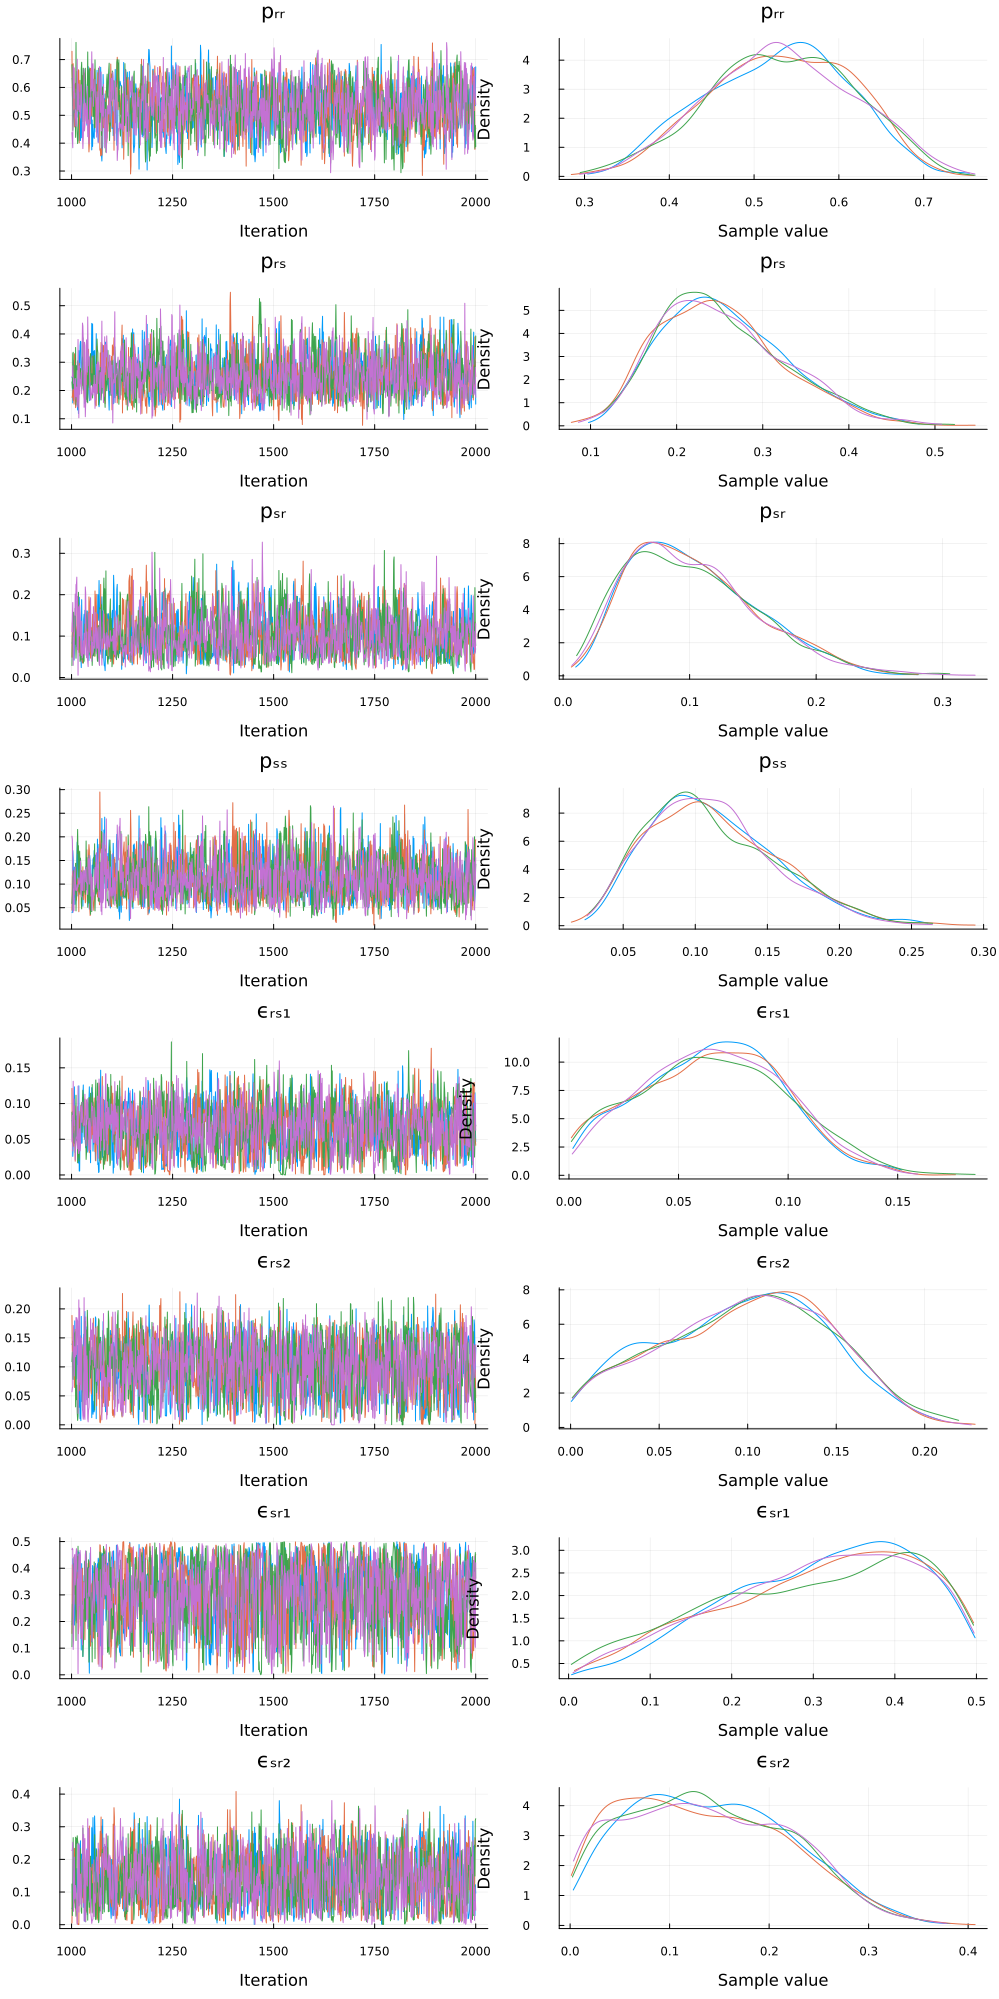 pᵣᵣ pᵣᵣ
0.7
0.6
0.5
0.4
0.3
Density
4
3
2
1
0
1000 1250 1500 1750 2000 0.3 0.4 0.5 0.6 0.7
Iteration Sample value
pᵣₛ pᵣₛ
0.5
0.4
0.3
0.2
0.1
Density
5
4
3
2
1
0
1000 1250 1500 1750 2000 0.1 0.2 0.3 0.4 0.5
Iteration Sample value
pₛᵣ pₛᵣ
0.3
0.2
0.1
0.0
Density
8
6
4
2
0
1000 1250 1500 1750 2000 0.0 0.1 0.2 0.3
Iteration Sample value
pₛₛ pₛₛ
0.30
0.25
0.20
0.15
0.10
0.05
Density
8
6
4
2
0
1000 1250 1500 1750 2000 0.05 0.10 0.15 0.20 0.25 0.30
Iteration Sample value
ϵᵣₛ₁ ϵᵣₛ₁
0.15
0.10
0.05
0.00
Density
10.0
7.5
5.0
2.5
0.0
1000 1250 1500 1750 2000 0.00 0.05 0.10 0.15
Iteration Sample value
ϵᵣₛ₂ ϵᵣₛ₂
0.20
0.15
0.10
0.05
0.00
Density
8
6
4
2
0
1000 1250 1500 1750 2000 0.00 0.05 0.10 0.15 0.20
Iteration Sample value
ϵₛᵣ₁ ϵₛᵣ₁
0.5
0.4
0.3
0.2
0.1
0.0
Density
3.0
2.5
2.0
1.5
1.0
0.5
1000 1250 1500 1750 2000 0.0 0.1 0.2 0.3 0.4 0.5
Iteration Sample value
ϵₛᵣ₂ ϵₛᵣ₂
0.4
0.3
0.2
0.1
0.0
Density
4
3
2
1
0
1000 1250 1500 1750 2000 0.0 0.1 0.2 0.3 0.4
Iteration Sample value